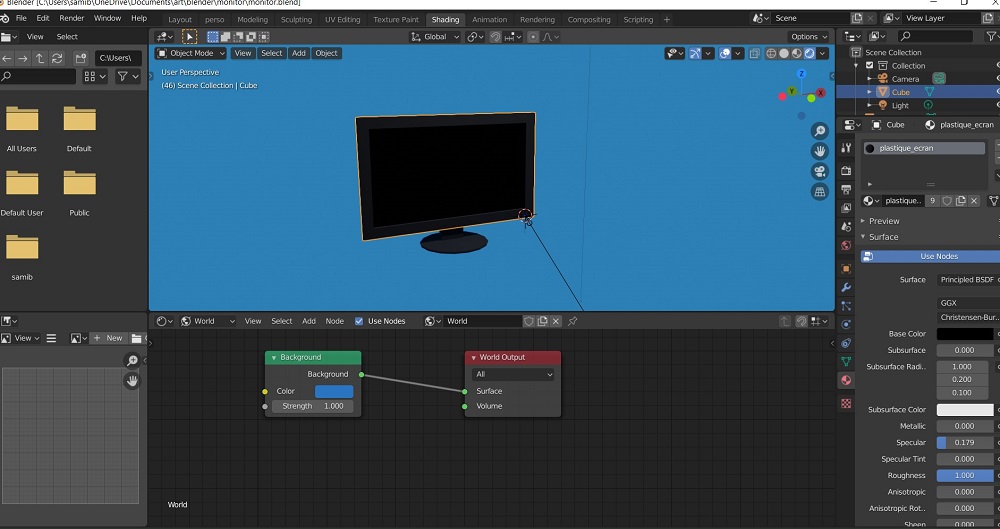 Blender [C:\Users\samib\OneDrive\Documents\art\blender\monitor\monitor.blend]
File Edit Render Window Help Layout perso Modeling Sculpting UV Editing Texture Paint Shading Animation Rendering Compositing Scripting + Scene View Layer
View Select Global Options
C:\Users\ Object Mode View Select Add Object Scene Collection
User Perspective Collection
(46) Scene Collection | Cube Camera
Cube
Light
Z
Y X
All Users Default
Cube plastique_ecran
plastique_ecran
Default User Public
plastique... 9
Preview
Surface
samib
Use Nodes
Surface Principled BSDF
GGX
Christensen-Bur..
World View Select Add Node Use Nodes World
View + New
Base Color
Subsurface 0.000
Background World Output
Subsurface Radi.. 1.000
0.200
0.100
Background All
Color Surface
Strength 1.000 Volume
Subsurface Color
Metallic 0.000
Specular 0.179
Specular Tint 0.000
Roughness 1.000
Anisotropic 0.000
World
Anisotropic Rot.. 0.000
Sheen 0.000